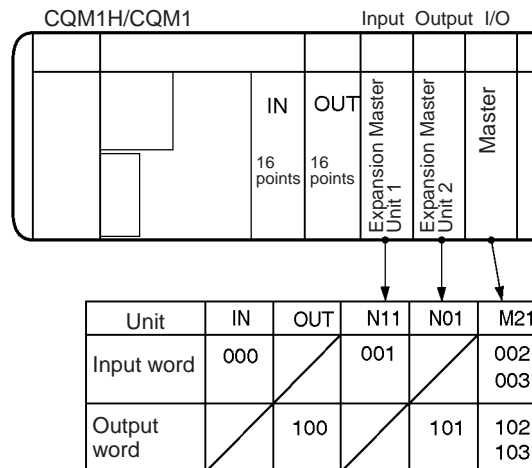 CQM1H/CQM1
Input Output I/O
IN
OUT
16 points
16 points
Expansion Master Unit 1
Expansion Master Unit 2
Master
Unit IN OUT N11 N01 M21
Input word 000 001 002 003
Output word 100 101 102 103